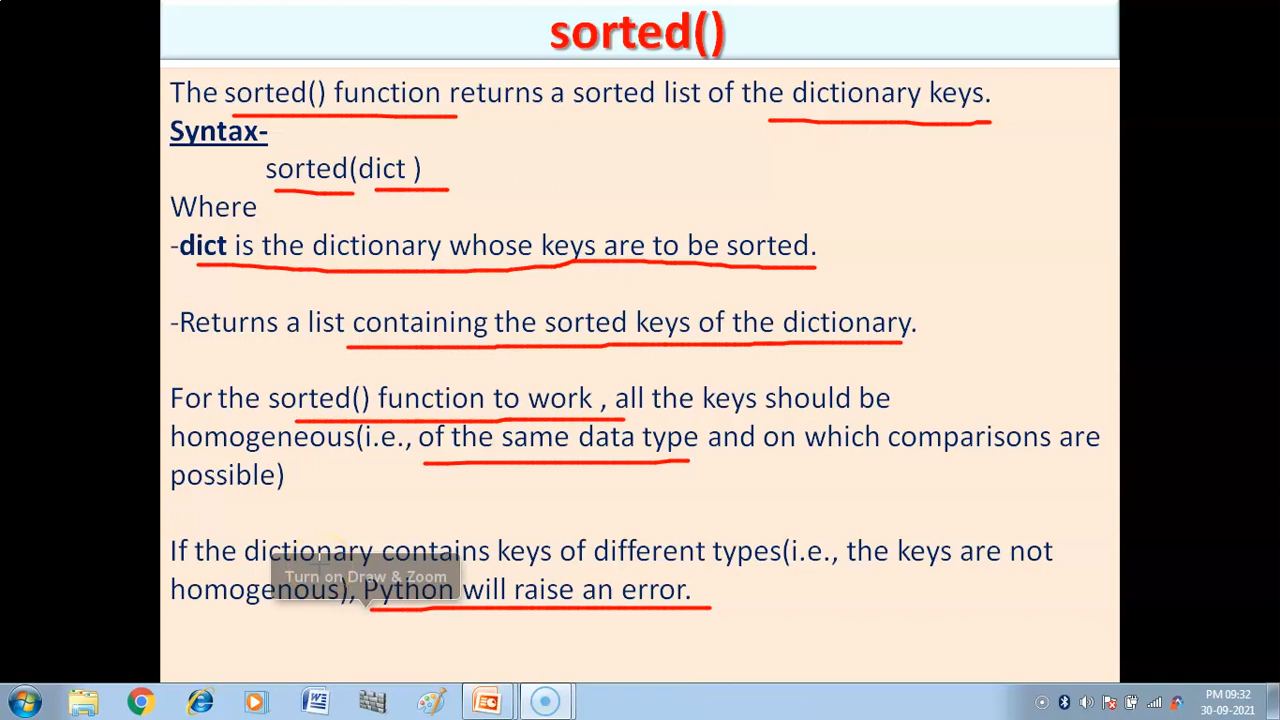 sorted()
The sorted() function returns a sorted list of the dictionary keys.
Syntax-
sorted(dict )
Where
-dict is the dictionary whose keys are to be sorted.
-Returns a list containing the sorted keys of the dictionary.
For the sorted() function to work , all the keys should be
homogeneous(i.e., of the same data type and on which comparisons are
possible)
If the dictionary contains keys of different types(i.e., the keys are not
Turn on Draw & Zoom
homogenous), Python will raise an error.
PM 09:32
30-09-2021